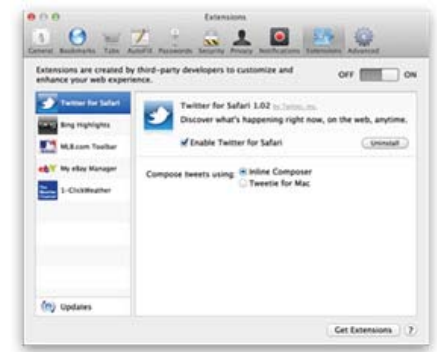 Extensions
General Bookmarks Tabs AutoFill Passwords Security Privacy Notifications Extensions Advanced
Extensions are created by third-party developers to customize and
enhance your web experience.
OFF ON
Twitter for Safari
Bing Highlights
MLB.com Toolbar
My eBay Manager
1-ClickWeather
Updates
Twitter for Safari 1.02 by Twitter, Inc.
Discover what's happening right now, on the web, anytime.
Enable Twitter for Safari
Uninstall
Compose tweets using: Inline Composer
Tweetie for Mac
Get Extensions ?